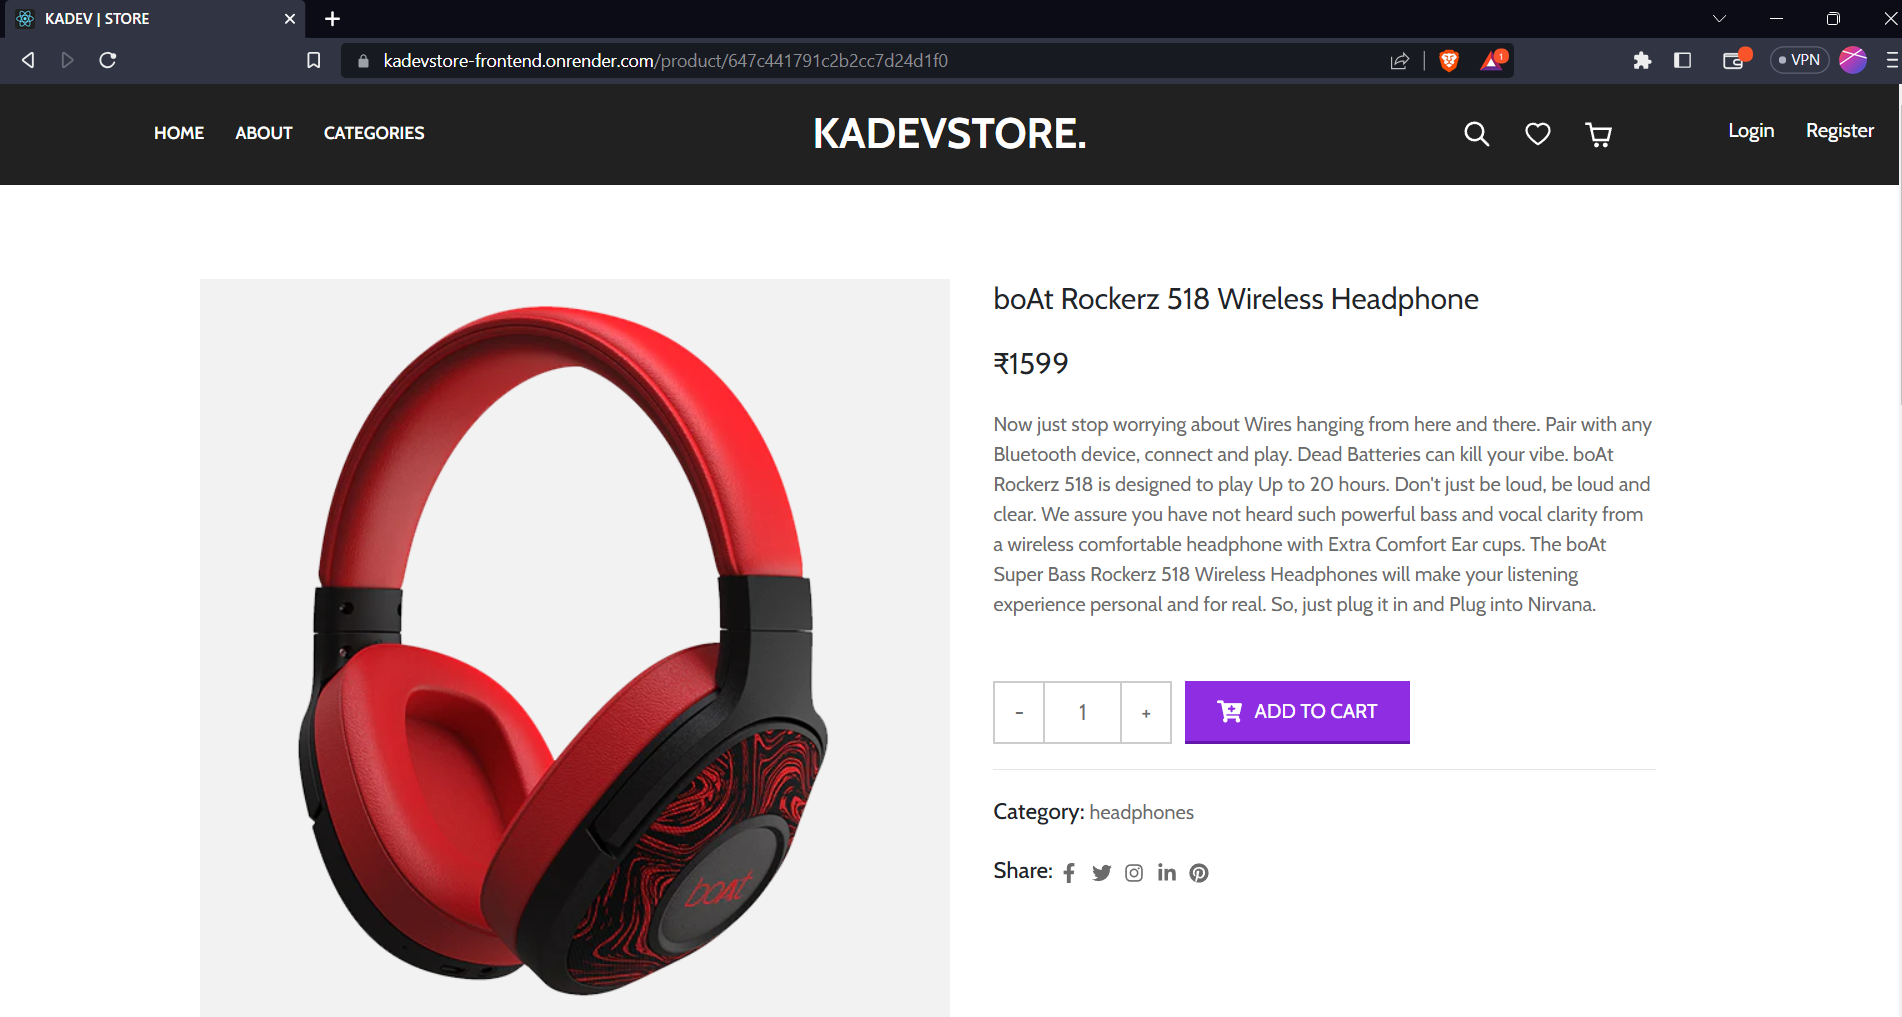 KADEV | STORE
kadevstore-frontend.onrender.com/product/647c441791c2b2cc7d24d1f0
1
VPN
HOME ABOUT CATEGORIES
KADEVSTORE.
Login Register
boAt Rockerz 518 Wireless Headphone
₹1599
Now just stop worrying about Wires hanging from here and there. Pair with any
Bluetooth device, connect and play. Dead Batteries can kill your vibe. boAt
Rockerz 518 is designed to play Up to 20 hours. Don't just be loud, be loud and
clear. We assure you have not heard such powerful bass and vocal clarity from
a wireless comfortable headphone with Extra Comfort Ear cups. The boAt
Super Bass Rockerz 518 Wireless Headphones will make your listening
experience personal and for real. So, just plug it in and Plug into Nirvana.
- 1 +
ADD TO CART
Category: headphones
Share:
boAt